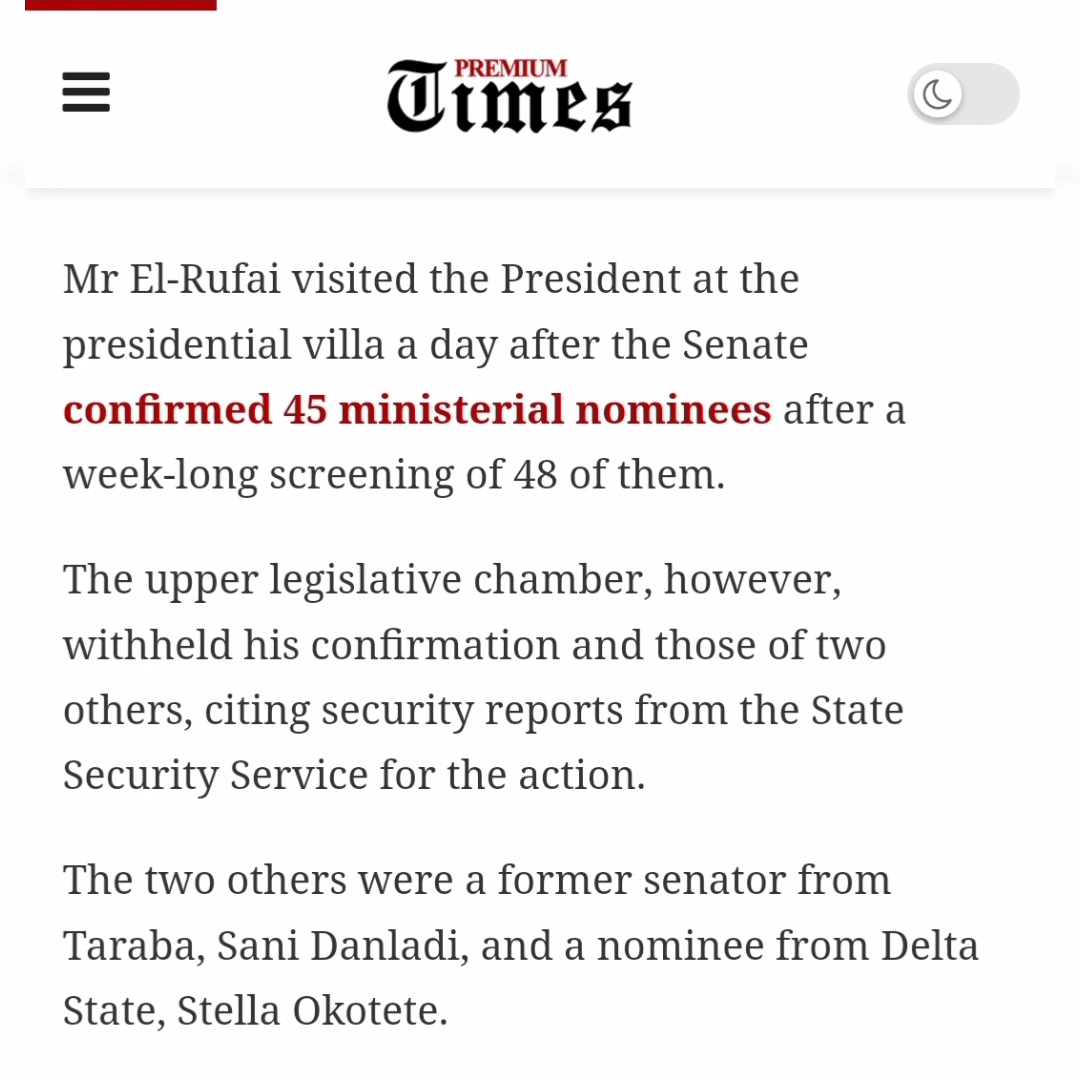 PREMIUM
Times
Mr El-Rufai visited the President at the
presidential villa a day after the Senate
confirmed 45 ministerial nominees after a
week-long screening of 48 of them.
The upper legislative chamber, however,
withheld his confirmation and those of two
others, citing security reports from the State
Security Service for the action.
The two others were a former senator from
Taraba, Sani Danladi, and a nominee from Delta
State, Stella Okotete.